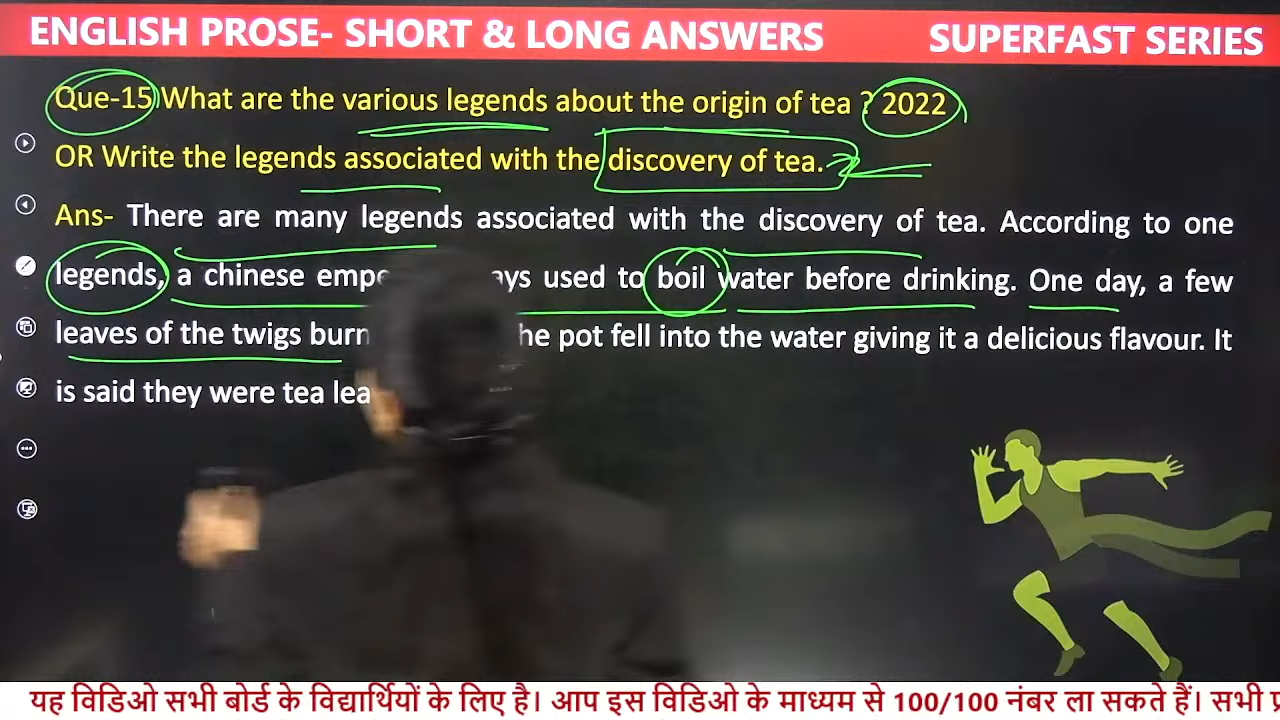 ENGLISH PROSE- SHORT & LONG ANSWERS SUPERFAST SERIES
Que-15 What are the various legends about the origin of tea ? 2022
OR Write the legends associated with the discovery of tea.
Ans- There are many legends associated with the discovery of tea. According to one
legends, a chinese used to boil water before drinking. One day, a few
leaves of the twigs pot fell into the water giving it a delicious flavour. It
is said they were tea
यह विडिओ सभी बोर्ड के विद्यार्थियों के लिए है। आप इस विडिओ के माध्यम से 100/100 नंबर ला सकते हैं। सभी